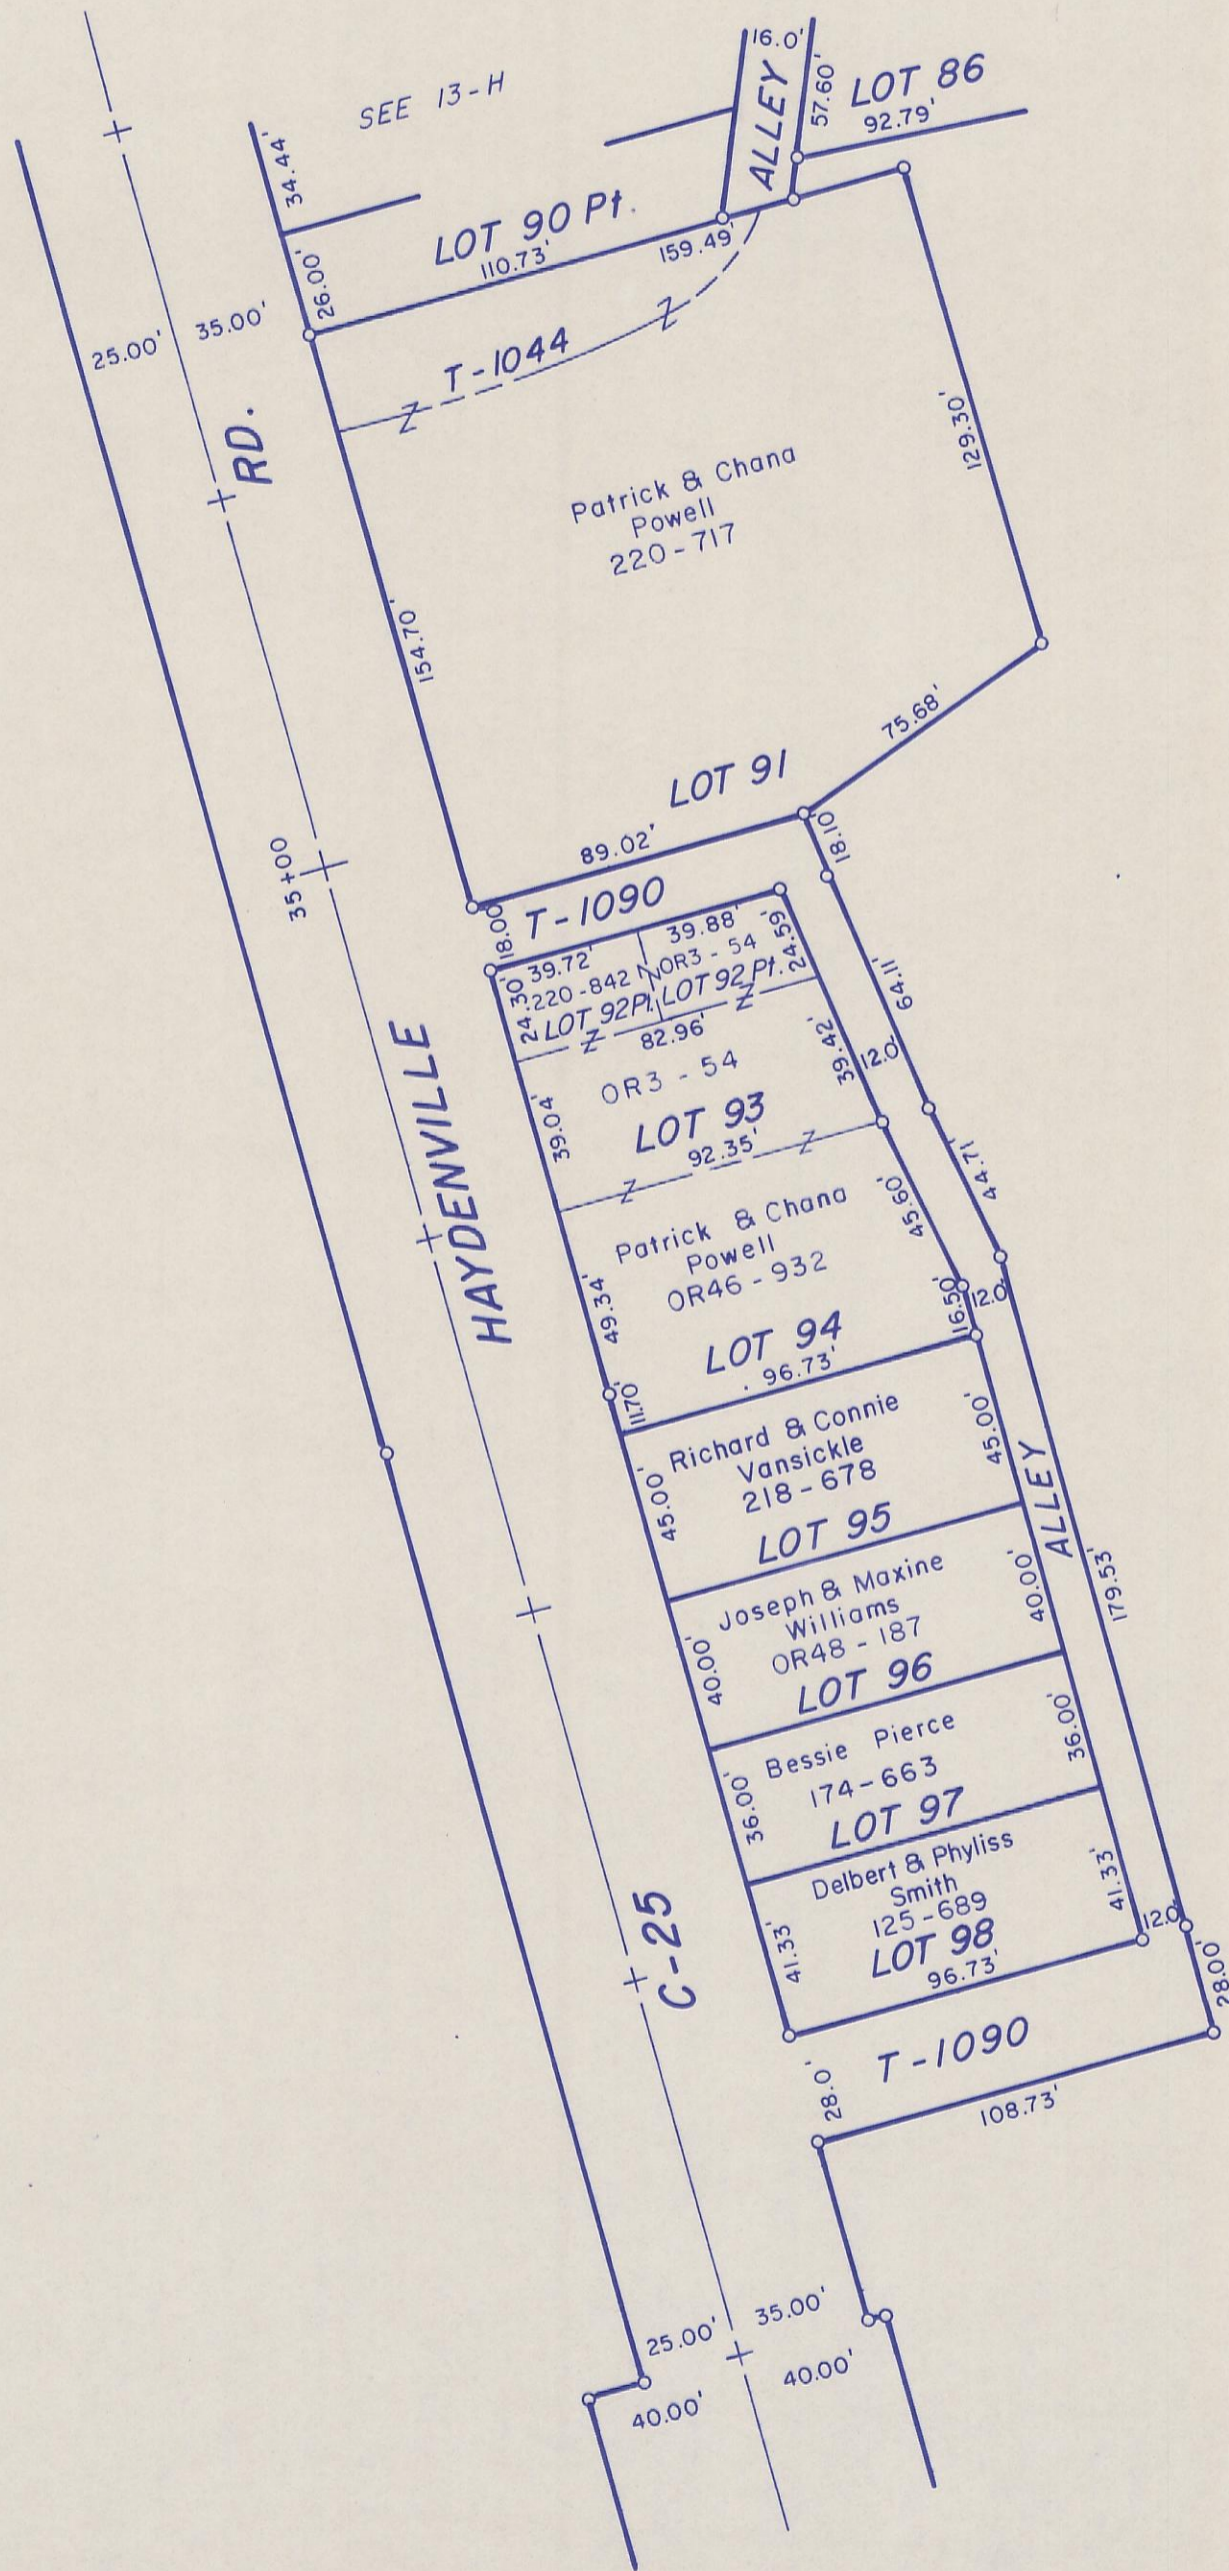 SEE 13-H
16.0'
ALLEY
57.60'
LOT 86
92.79'
34.44'
26.00'
LOT 90 Pt.
110.73'
159.49'
25.00'
35.00'
RD.
T-1044
129.30'
Patrick & Chana
Powell
220-717
154.70'
75.68'
LOT 91
89.02'
18.10'
35+00
18.00'
T-1090
39.72'
39.88'
24.59'
24.30'
220-842
OR3-54
LOT 92Pt.
LOT 92 Pt.
82.96'
64.11'
39.42'
12.0'
OR3 - 54
LOT 93
92.35'
39.04'
HAYDENVILLE
44.71'
45.60'
Patrick & Chana
Powell
OR46-932
LOT 94
96.73'
49.34'
16.50'
12.0'
11.70'
Richard & Connie
Vansickle
218-678
LOT 95
45.00'
45.00'
ALLEY
179.53'
Joseph & Maxine
Williams
OR48-187
LOT 96
40.00'
40.00'
Bessie Pierce
174-663
LOT 97
36.00'
36.00'
Delbert & Phyliss
Smith
125-689
LOT 98
96.73'
41.33'
41.33'
12.0'
28.00'
C-25
T-1090
28.0'
108.73'
25.00'
35.00'
40.00'
40.00'